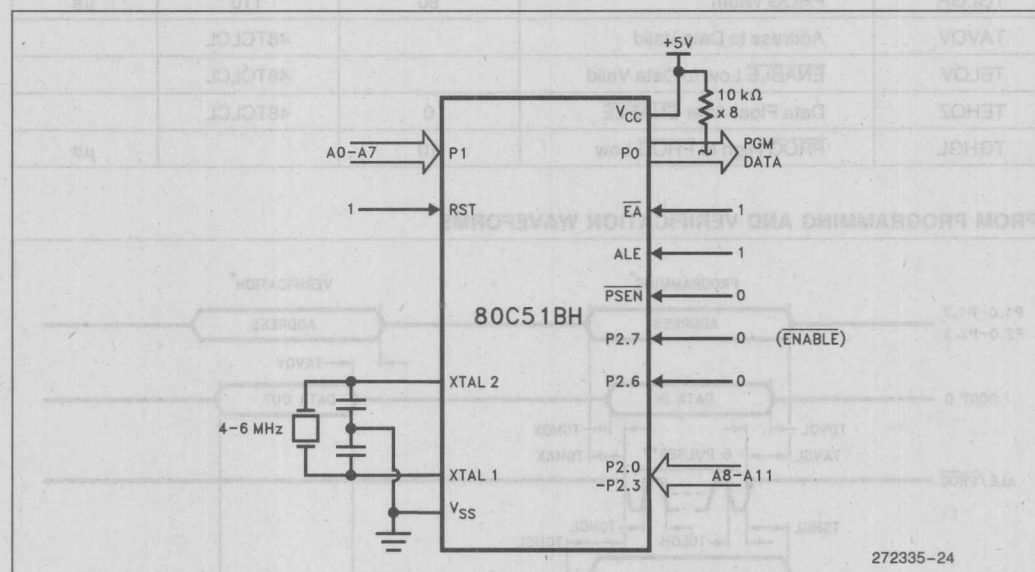 +5V
10 kΩ
x 8
VCC
A0-A7
P1
P0
PGM
DATA
1
RST
EA
1
ALE
1
PSEN
0
80C51BH
P2.7
0
(ENABLE)
XTAL 2
P2.6
0
4-6 MHz
XTAL 1
P2.0
-P2.3
A8-A11
VSS
272335-24